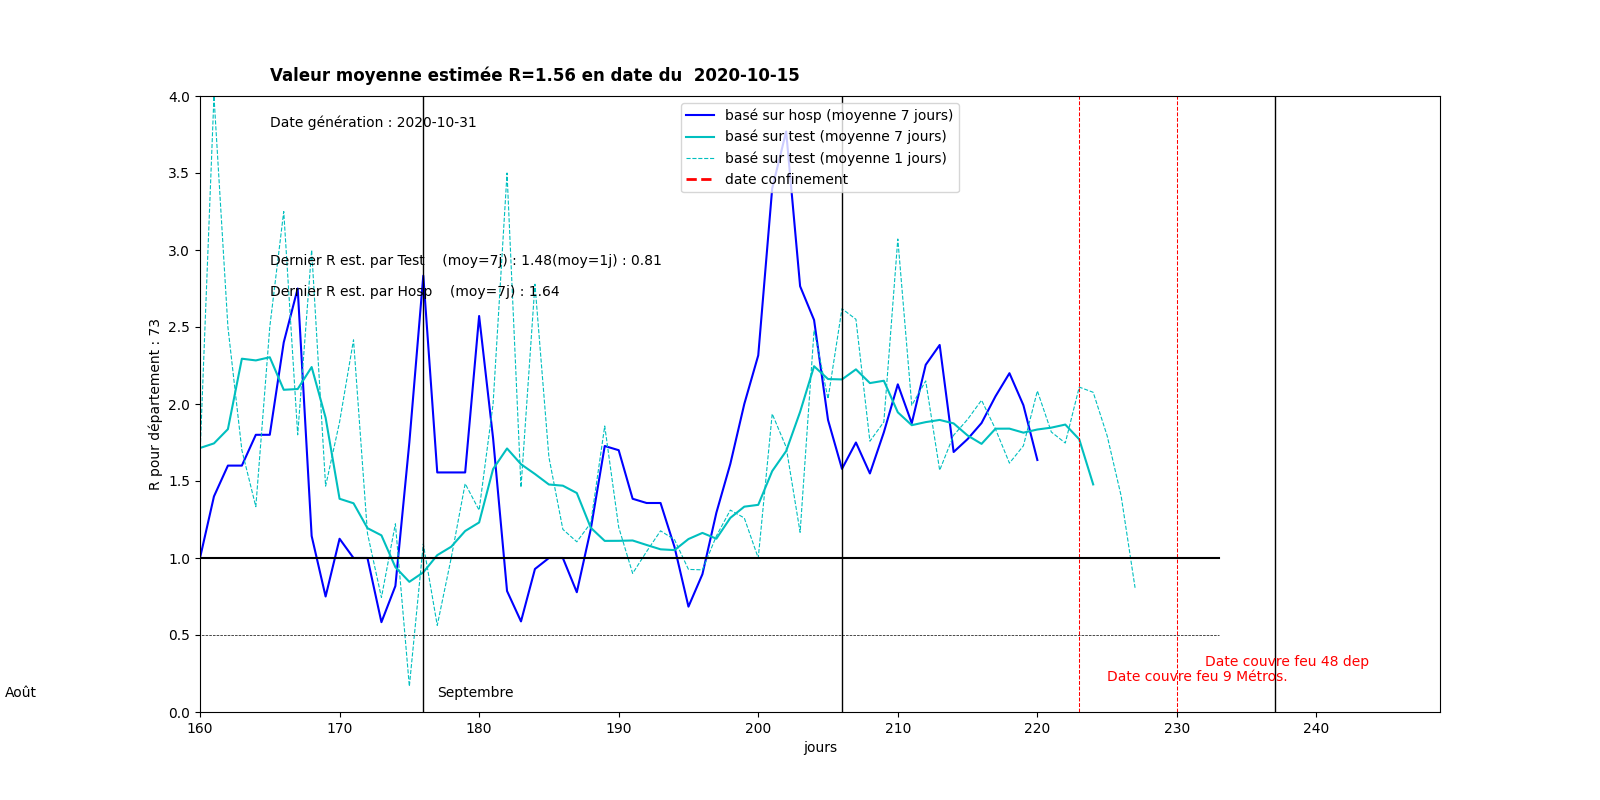 Valeur moyenne estimée R=1.56 en date du  2020-10-15
Date génération : 2020-10-31
basé sur hosp (moyenne 7 jours)
basé sur test (moyenne 7 jours)
basé sur test (moyenne 1 jours)
date confinement
Dernier R est. par Test    (moy=7j) : 1.48(moy=1j) : 0.81
Dernier R est. par Hosp    (moy=7j) : 1.64
R pour département : 73
4.0
3.5
3.0
2.5
2.0
1.5
1.0
0.5
0.0
Date couvre feu 48 dep
Date couvre feu 9 Métros.
Août
Septembre
160 170 180 190 200 210 220 230 240
jours